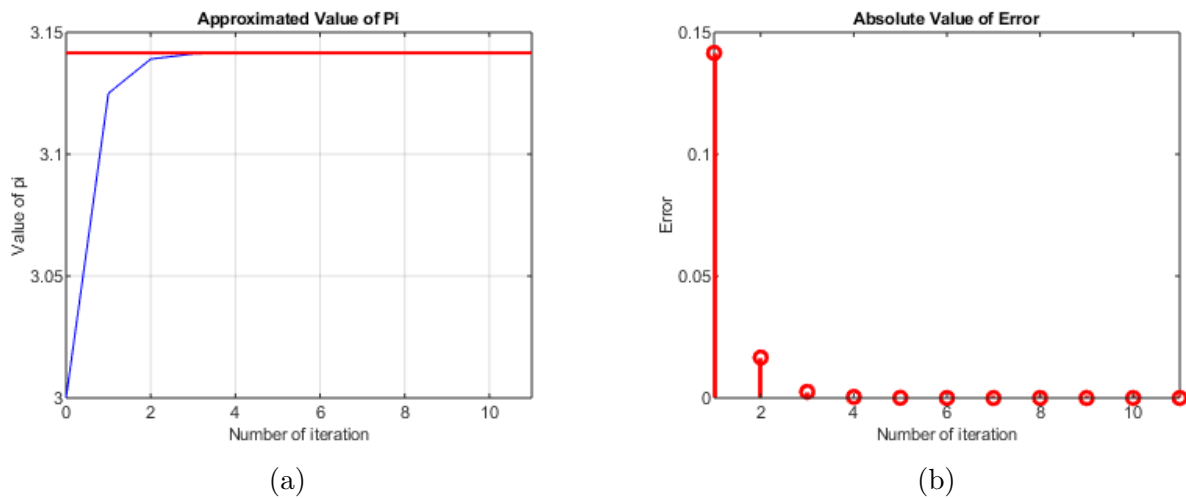 Approximated Value of Pi
3.15
3.1
3.05
3
0 2 4 6 8 10
Value of pi
Number of iteration
(a)
Absolute Value of Error
0.15
0.1
0.05
0
2 4 6 8 10
Error
Number of iteration
(b)